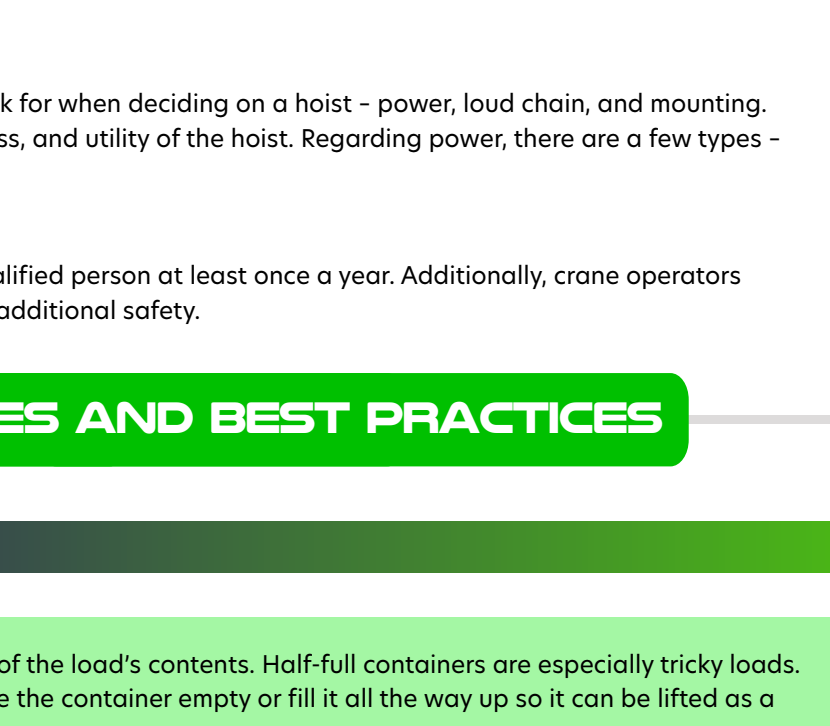 k for when deciding on a hoist – power, loud chain, and mounting.
ss, and utility of the hoist. Regarding power, there are a few types –
alified person at least once a year. Additionally, crane operators
additional safety.
ES AND BEST PRACTICES
of the load's contents. Half-full containers are especially tricky loads.
e the container empty or fill it all the way up so it can be lifted as a